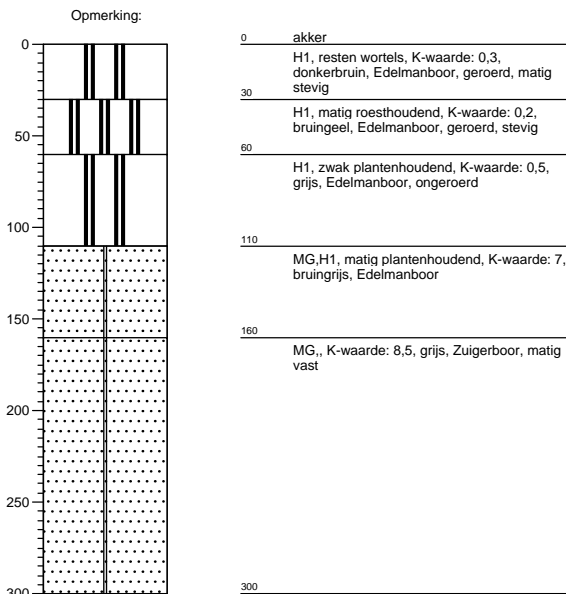 Opmerking:
0
50
100
150
200
250
300
0
akker
H1, resten wortels, K-waarde: 0,3,
donkerbruin, Edelmanboor, geroerd, matig
stevig
30
H1, matig roesthoudend, K-waarde: 0,2,
bruingeel, Edelmanboor, geroerd, stevig
60
H1, zwak plantenhoudend, K-waarde: 0,5,
grijs, Edelmanboor, ongeroerd
110
MG,H1, matig plantenhoudend, K-waarde: 7,
bruingrijs, Edelmanboor
160
MG,, K-waarde: 8,5, grijs, Zuigerboor, matig
vast
300